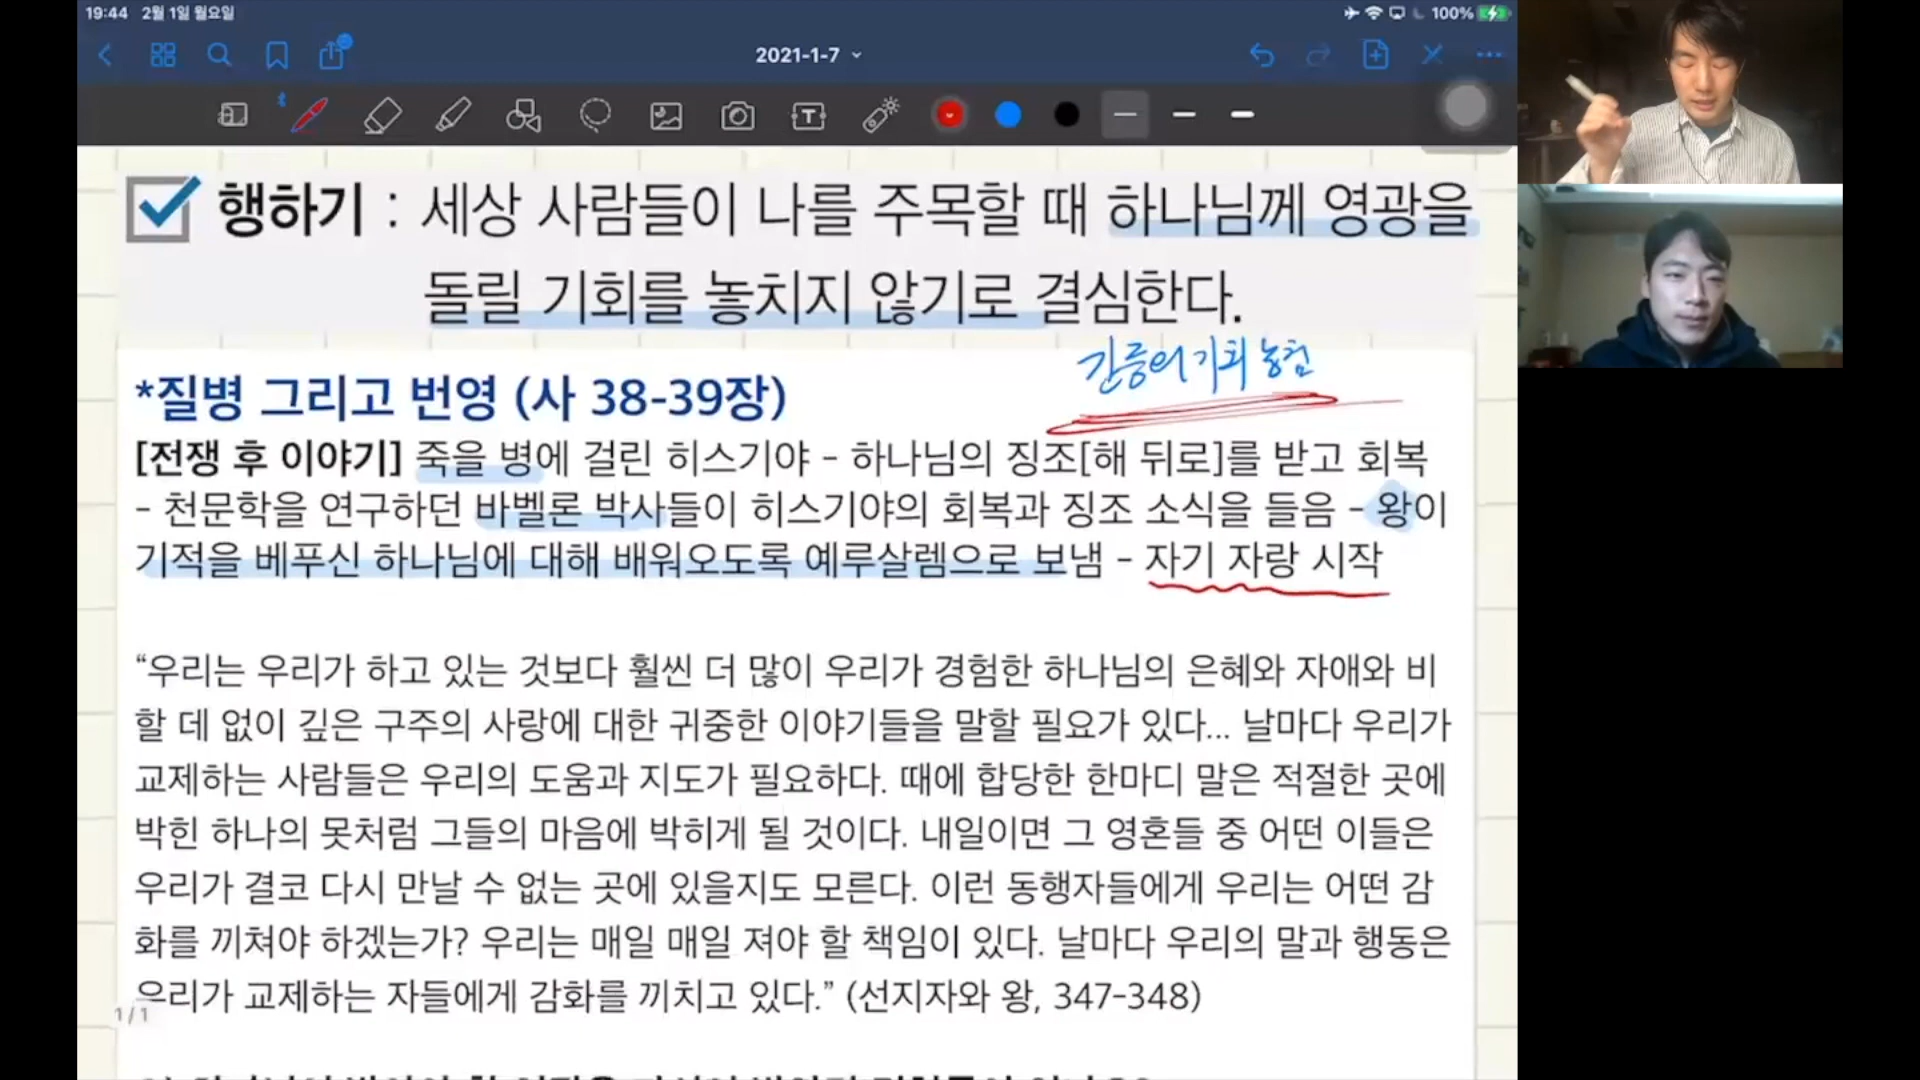 19:44 2월 1일 월요일
100%
2021-1-7
행하기 : 세상 사람들이 나를 주목할 때 하나님께 영광을
돌릴 기회를 놓치지 않기로 결심한다.
간증의 기회 놓침
*질병 그리고 번영 (사 38-39장)
[전쟁 후 이야기] 죽을 병에 걸린 히스기야 - 하나님의 징조[해 뒤로]를 받고 회복
- 천문학을 연구하던 바벨론 박사들이 히스기야의 회복과 징조 소식을 들음 - 왕이
기적을 베푸신 하나님에 대해 배워오도록 예루살렘으로 보냄 - 자기 자랑 시작
“우리는 우리가 하고 있는 것보다 훨씬 더 많이 우리가 경험한 하나님의 은혜와 자애와 비
할 데 없이 깊은 구주의 사랑에 대한 귀중한 이야기들을 말할 필요가 있다... 날마다 우리가
교제하는 사람들은 우리의 도움과 지도가 필요하다. 때에 합당한 한마디 말은 적절한 곳에
박힌 하나의 못처럼 그들의 마음에 박히게 될 것이다. 내일이면 그 영혼들 중 어떤 이들은
우리가 결코 다시 만날 수 없는 곳에 있을지도 모른다. 이런 동행자들에게 우리는 어떤 감
화를 끼쳐야 하겠는가? 우리는 매일 매일 져야 할 책임이 있다. 날마다 우리의 말과 행동은
우리가 교제하는 자들에게 감화를 끼치고 있다.” (선지자와 왕, 347-348)
1/1